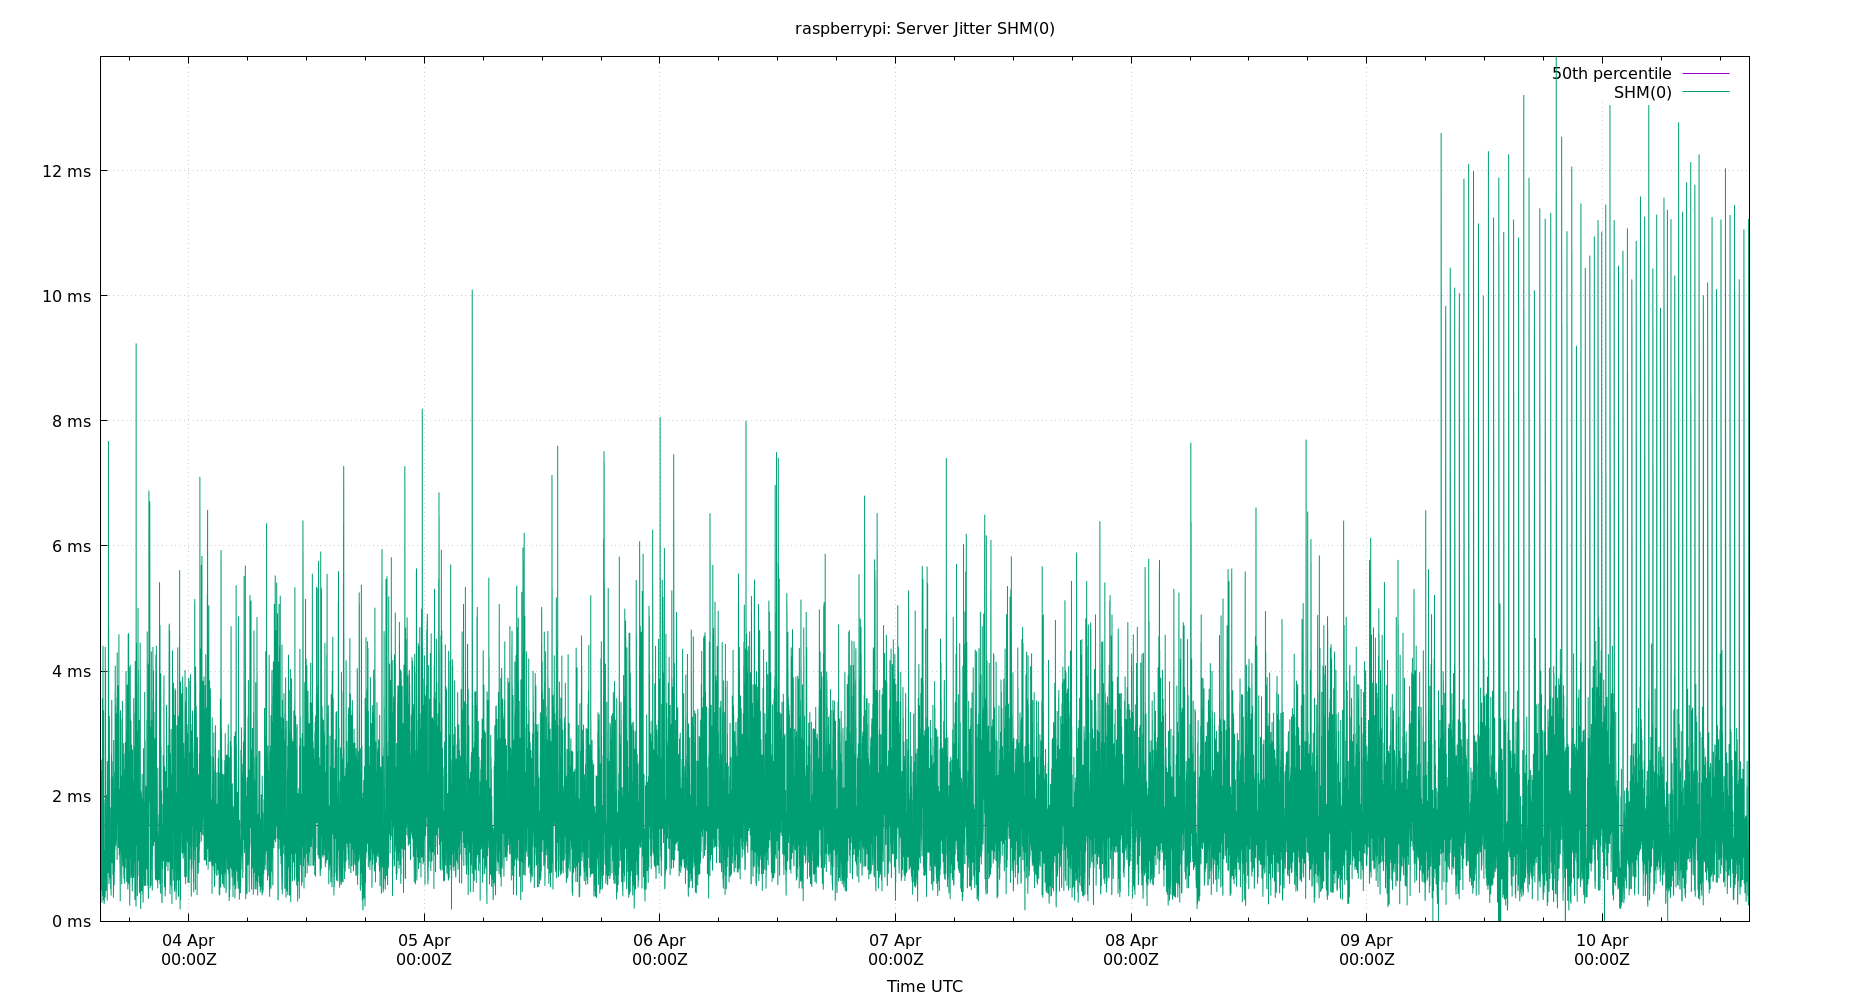 raspberrypi: Server Jitter SHM(0)
50th percentile
SHM(0)
12 ms
10 ms
8 ms
6 ms
4 ms
2 ms
0 ms
04 Apr 05 Apr 06 Apr 07 Apr 08 Apr 09 Apr 10 Apr
00:00Z 00:00Z 00:00Z 00:00Z 00:00Z 00:00Z 00:00Z
Time UTC